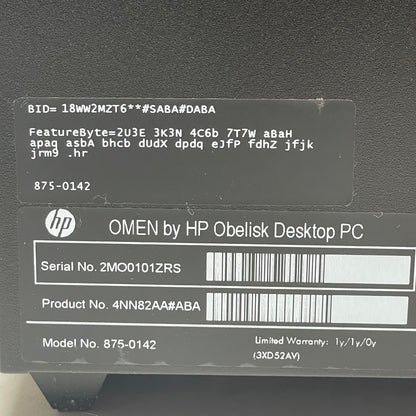 BID= 18WW2MZT6**#SABA#DABA
FeatureByte=2U3E 3K3N 4C6b 7T7W aBaH
apaq asbA bhcb dUdX dpdq eJfP fdhZ jfjk
jrm9 .hr
875-0142
hp
OMEN by HP Obelisk Desktop PC
Serial No. 2MO0101ZRS
Product No. 4NN82AA#ABA
Model No. 875-0142
Limited Warranty: 1y/1y/0y
(3XD52AV)